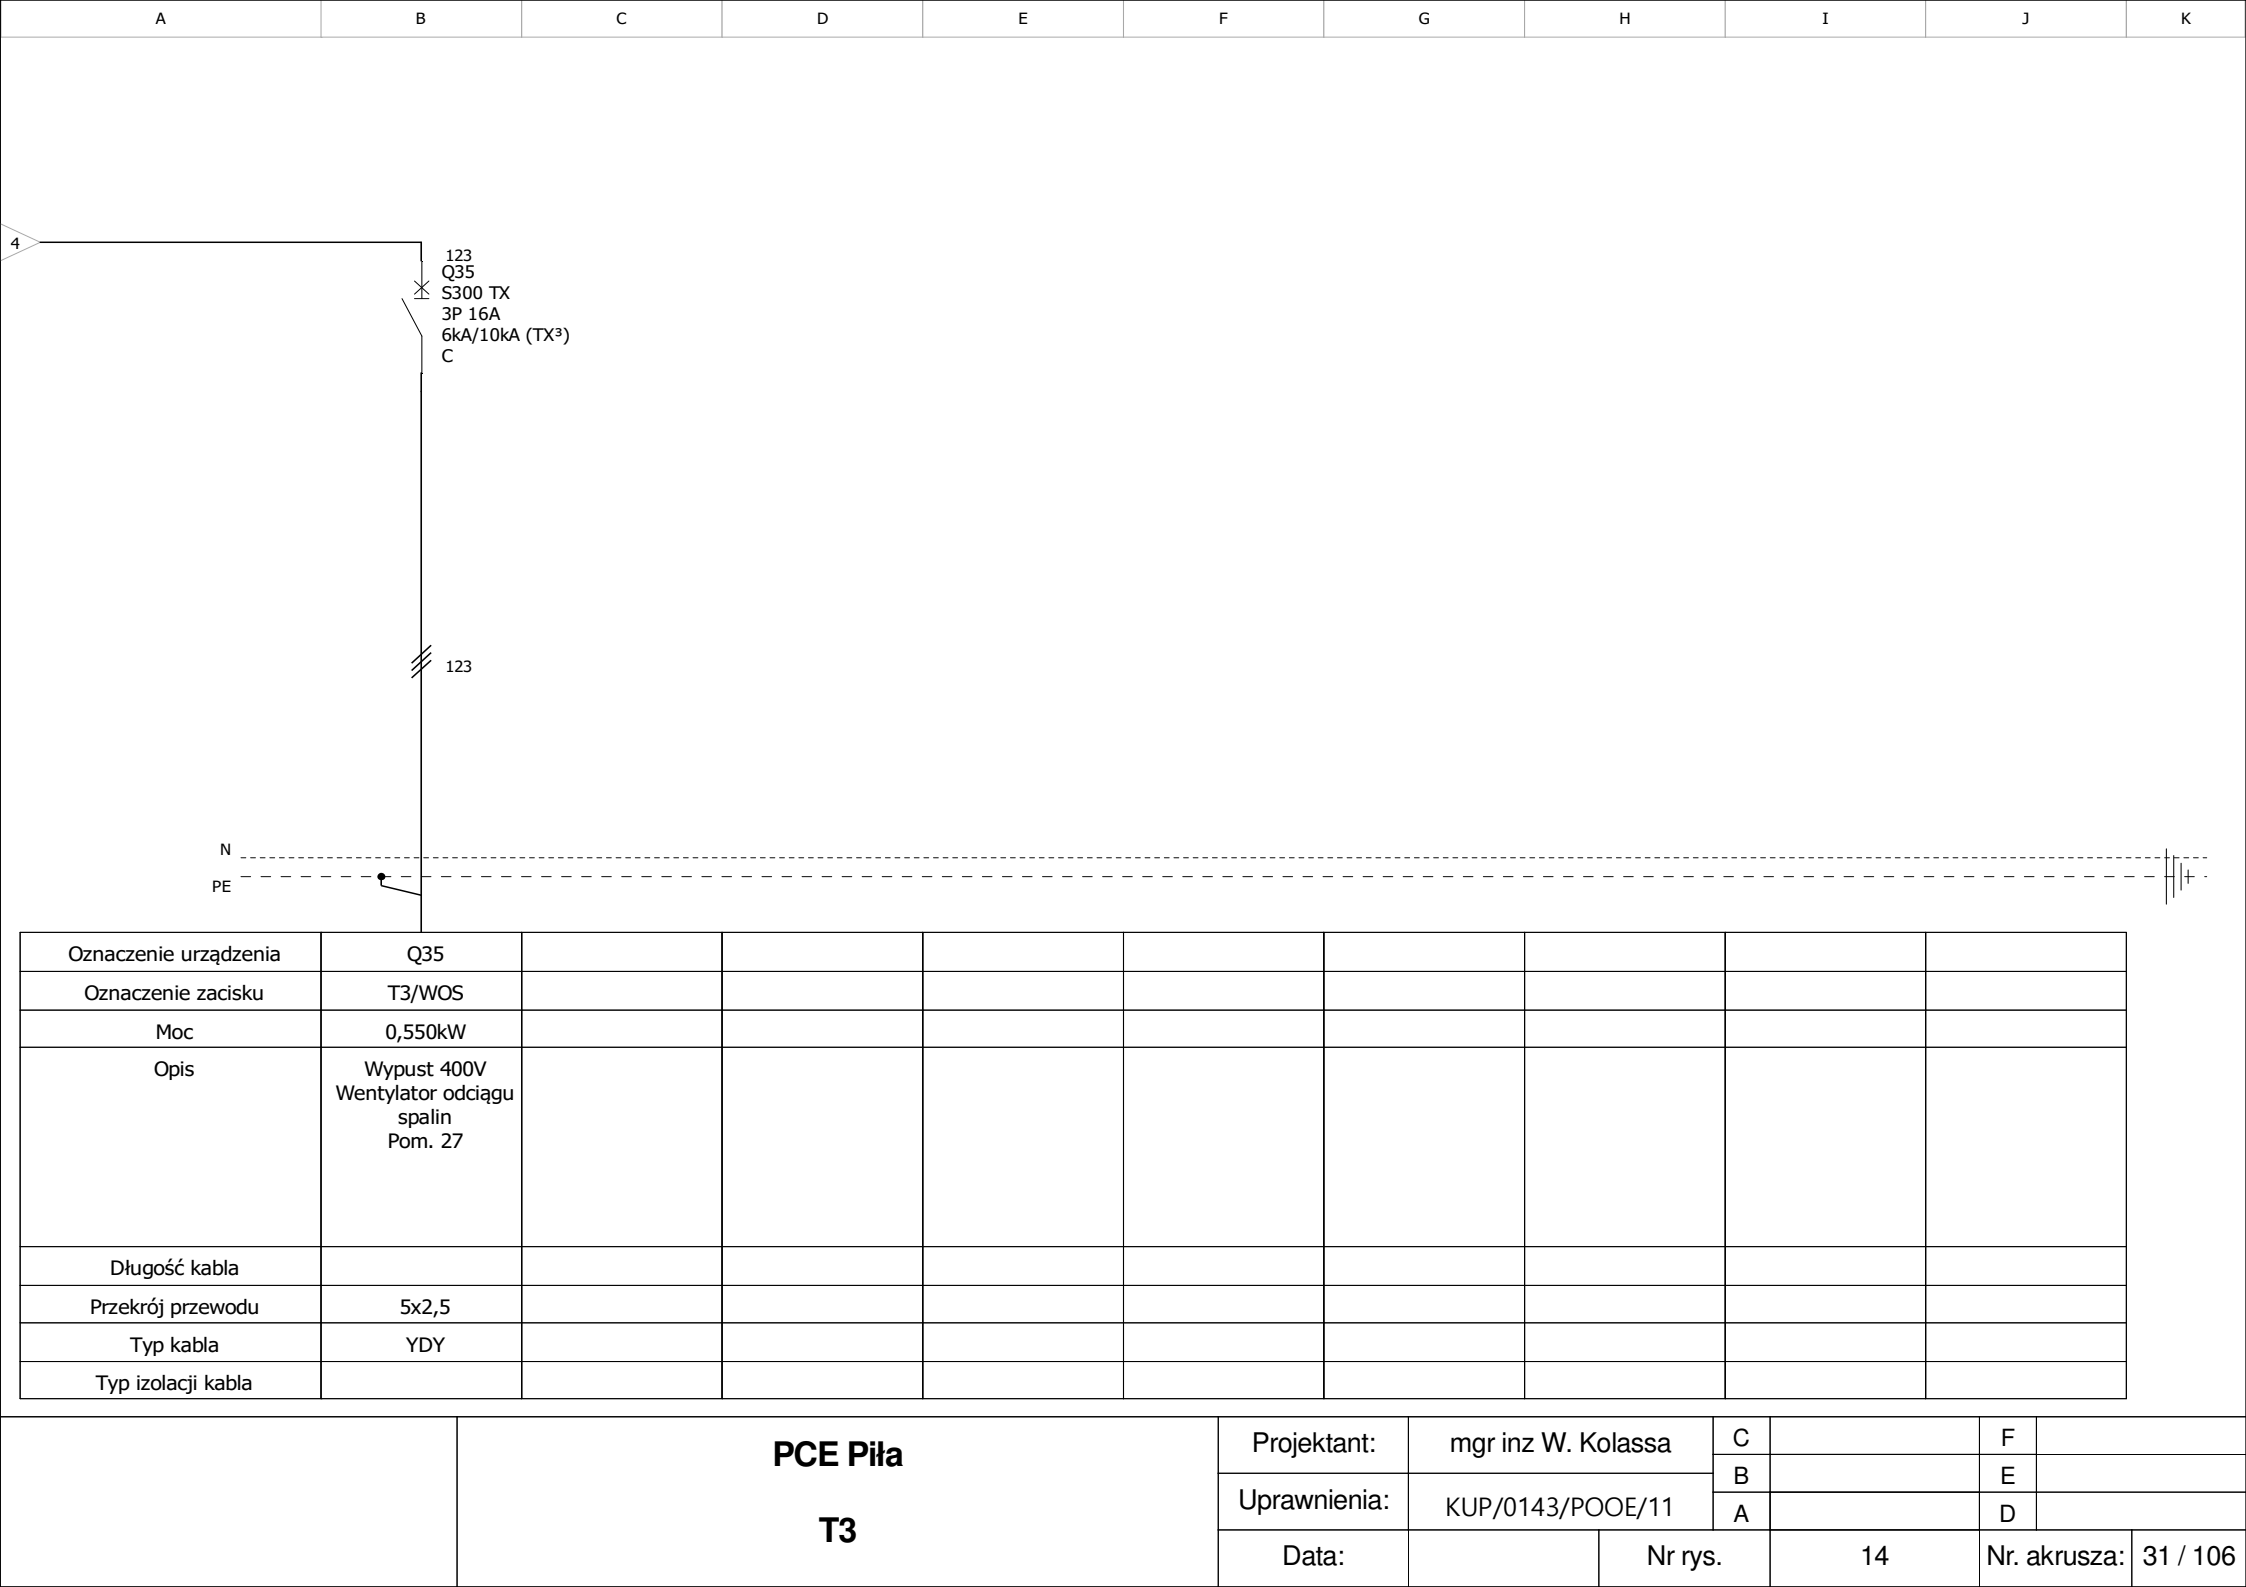 A B C D E F G H I J K
4
123
Q35
S300 TX
3P 16A
6kA/10kA (TX³)
C
123
N
PE
Oznaczenie urządzenia Q35
Oznaczenie zacisku T3/WOS
Moc 0,550kW
Opis Wypust 400V
Wentylator odciągu
spalin
Pom. 27
Długość kabla
Przekrój przewodu 5x2,5
Typ kabla YDY
Typ izolacji kabla
PCE Piła
T3
Projektant: mgr inz W. Kolassa C F
B E
Uprawnienia: KUP/0143/POOE/11 A D
Data: Nr rys. 14 Nr. akrusza: 31 / 106